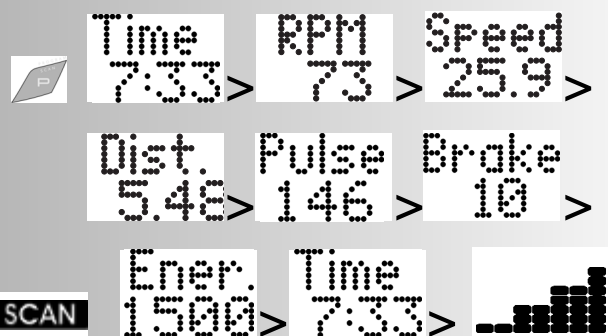 Time > RPM > Speed
P 7:33 73 25.9 >
Dist. Pulse Brake
5.48 > 146 > 10 >
Ener. Time
SCAN 1500 > 7:33 >